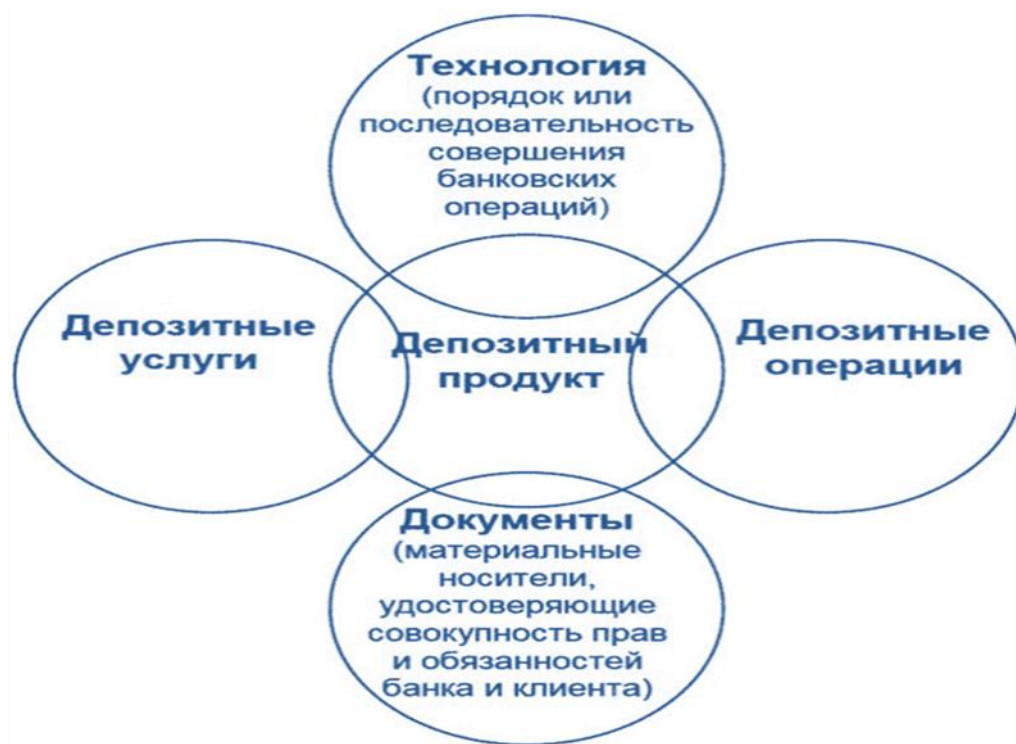 Технология
(порядок или
последовательность
совершения
банковских
операций)
Депозитные
услуги
Депозитный
продукт
Депозитные
операции
Документы
(материальные
носители,
удостоверяющие
совокупность прав
и обязанностей
банка и клиента)